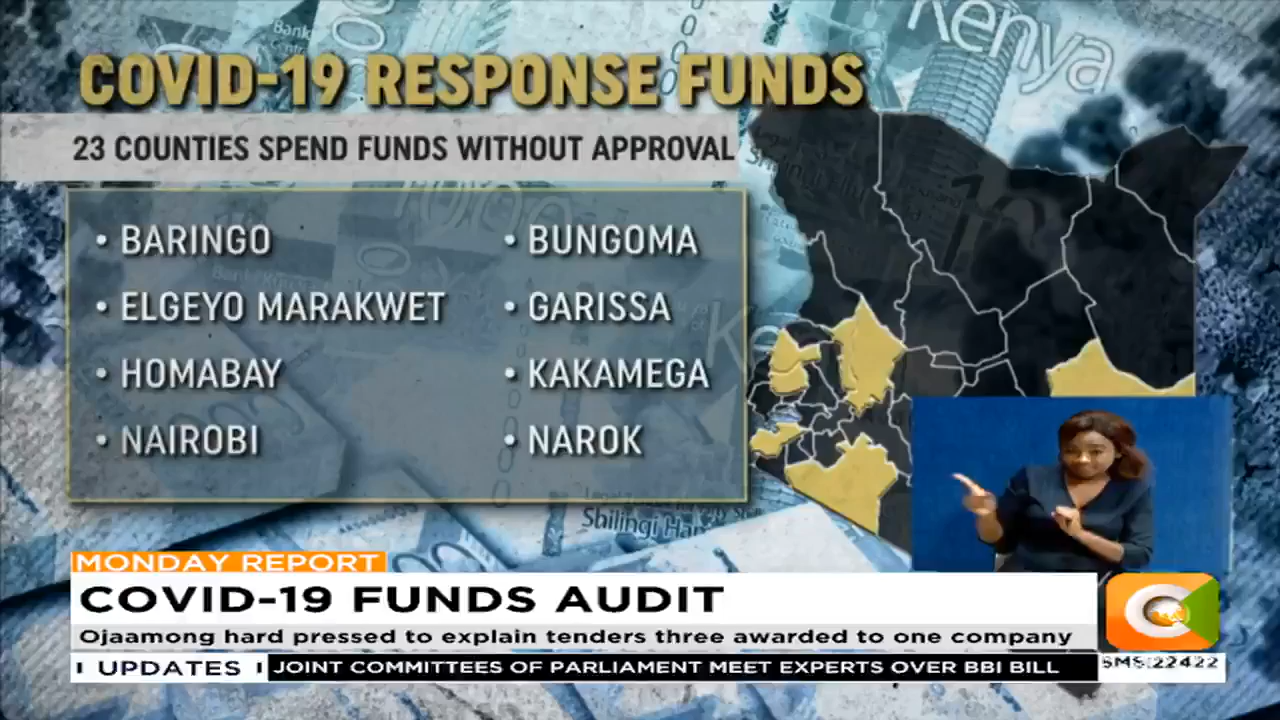 Kenya
COVID-19 RESPONSE FUNDS
23 COUNTIES SPEND FUNDS WITHOUT APPROVAL
• BARINGO
• BUNGOMA
• ELGEYO MARAKWET
• GARISSA
• HOMABAY
• KAKAMEGA
• NAIROBI
• NAROK
MONDAY REPORT
COVID-19 FUNDS AUDIT
Ojaamong hard pressed to explain tenders three awarded to one company
UPDATES
JOINT COMMITTEES OF PARLIAMENT MEET EXPERTS OVER BBI BILL
SMS:22422